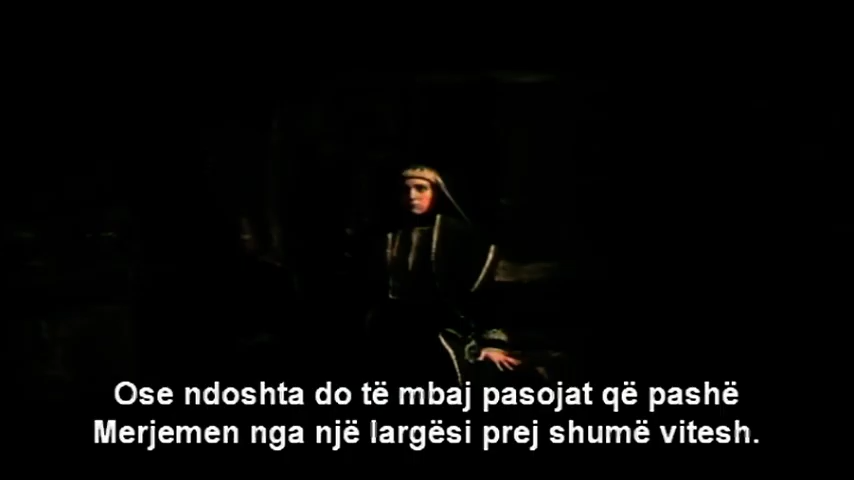 Ose ndoshta do të mbaj pasojat që pashë
Merjemen nga një largësi prej shumë vitesh.